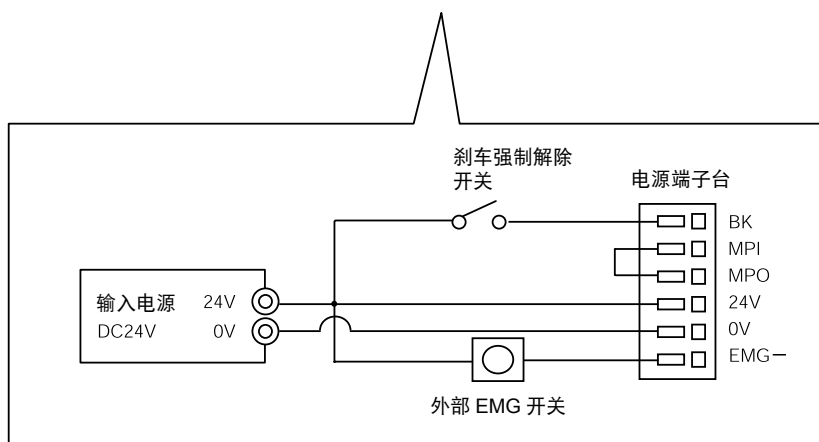 刹车强制解除
开关
电源端子台
BK
MPI
MPO
输入电源 24V
24V
DC24V 0V
0V
EMG－
外部 EMG 开关